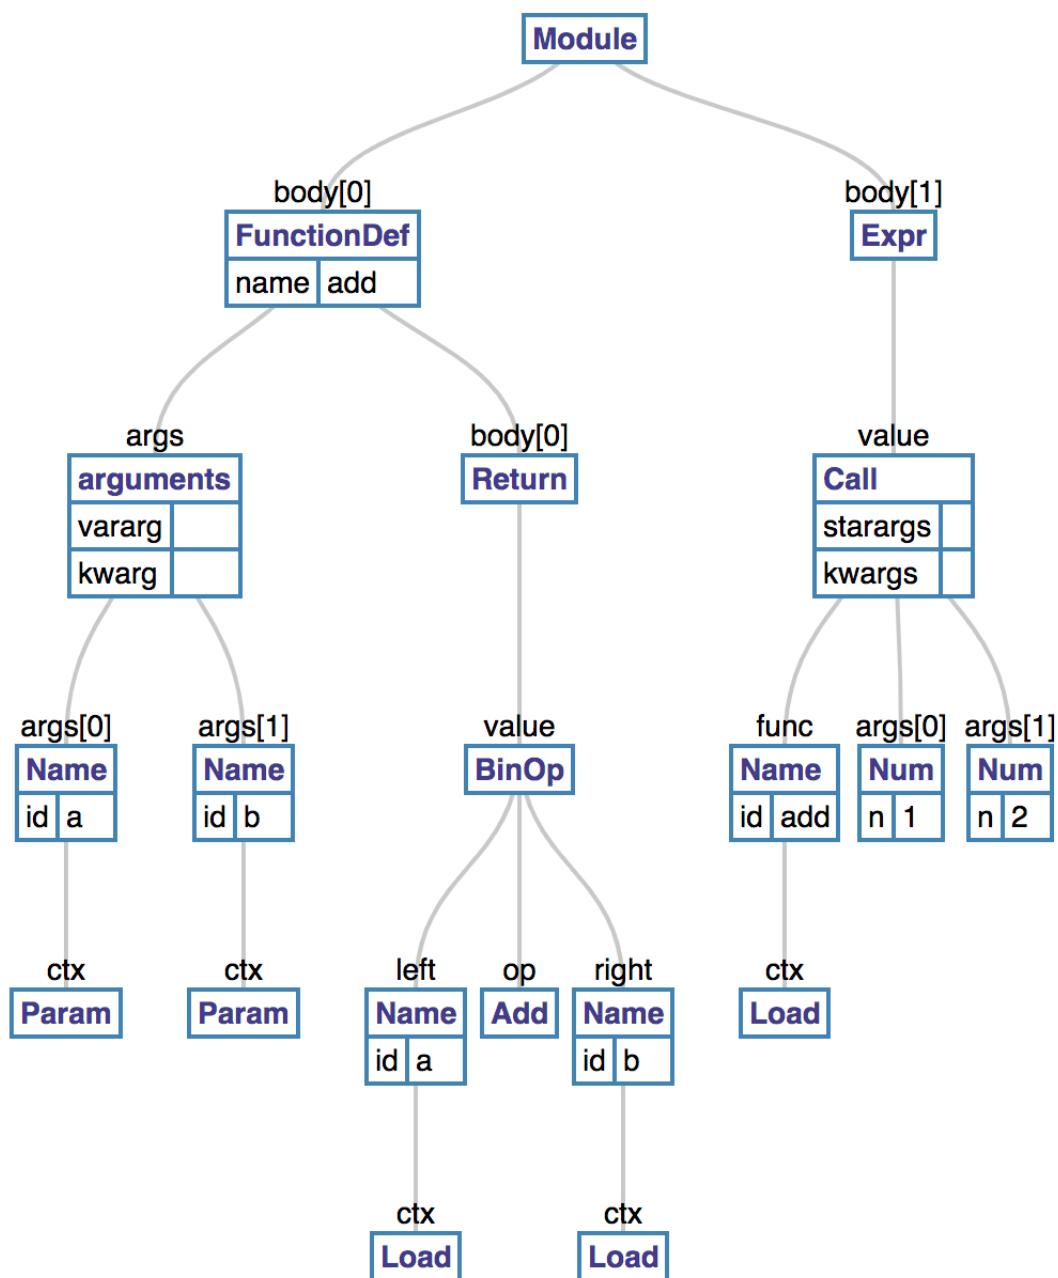 Module
body[0] body[1]
FunctionDef Expr
name add
args body[0] value
arguments Return Call
vararg starargs
kwarg kwargs
args[0] args[1] value func args[0] args[1]
Name Name BinOp Name Num Num
id a id b id add n 1 n 2
ctx ctx left op right ctx
Param Param Name Add Name Load
id a id b
ctx ctx
Load Load